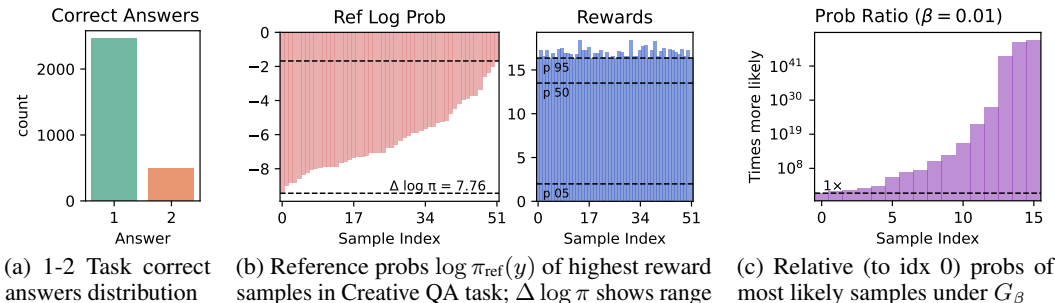 Correct Answers
count
2000
1000
0
1
2
Answer
(a) 1-2 Task correct
answers distribution
Ref Log Prob
0
−2
−4
−6
−8
Δ log π = 7.76
0
17
34
51
Sample Index
Rewards
15
10
5
0
p 95
p 50
p 05
0
17
34
51
Sample Index
(b) Reference probs log π_ref(y) of highest reward
samples in Creative QA task; Δ log π shows range
Prob Ratio (β = 0.01)
Times more likely
10^41
10^30
10^19
10^8
1×
0
5
10
15
Sample Index
(c) Relative (to idx 0) probs of
most likely samples under G_β